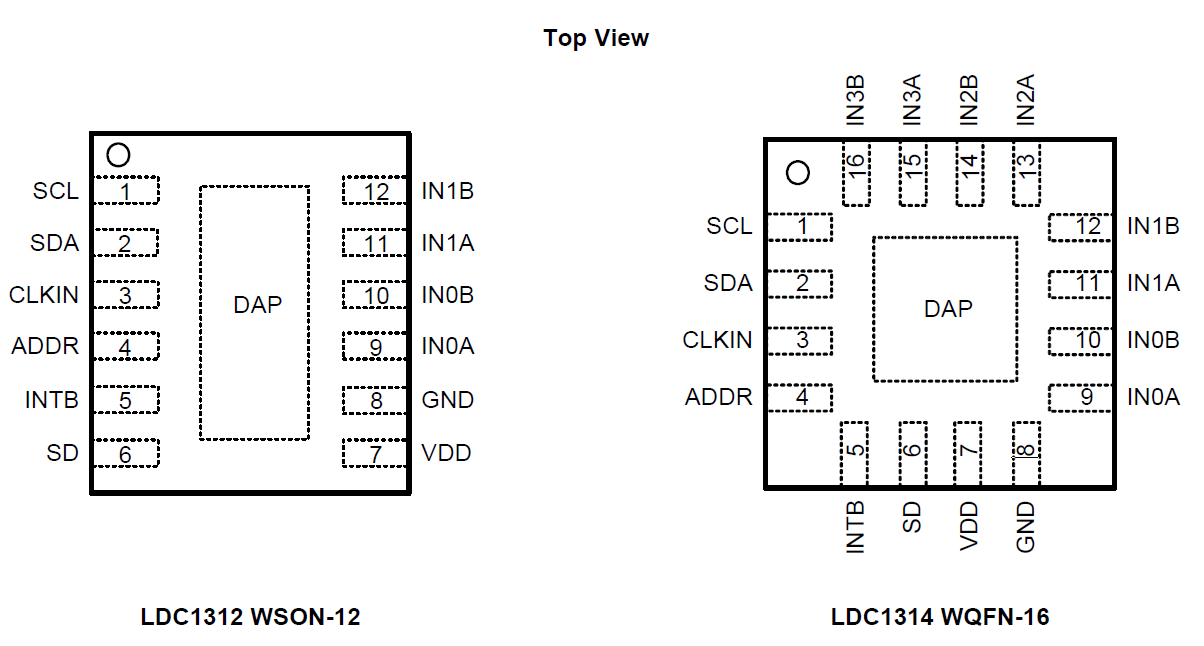 Top View
SCL 1 12 IN1B
SDA 2 11 IN1A
CLKIN 3 DAP 10 IN0B
ADDR 4 9 IN0A
INTB 5 8 GND
SD 6 7 VDD
LDC1312 WSON-12
IN3B IN3A IN2B IN2A
16 15 14 13
SCL 1 12 IN1B
SDA 2 11 IN1A
DAP
CLKIN 3 10 IN0B
ADDR 4 9 IN0A
5 6 7 8
INTB SD VDD GND
LDC1314 WQFN-16